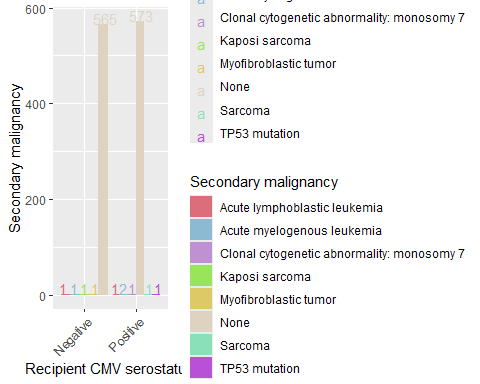 600
565
573
400
200
0
1 1 1 1
1 2 1 1 1
Secondary malignancy
Negative
Positive
Recipient CMV serostatu
a Clonal cytogenetic abnormality: monosomy 7
a Kaposi sarcoma
a Myofibroblastic tumor
a None
a Sarcoma
a TP53 mutation
Secondary malignancy
Acute lymphoblastic leukemia
Acute myelogenous leukemia
Clonal cytogenetic abnormality: monosomy 7
Kaposi sarcoma
Myofibroblastic tumor
None
Sarcoma
TP53 mutation